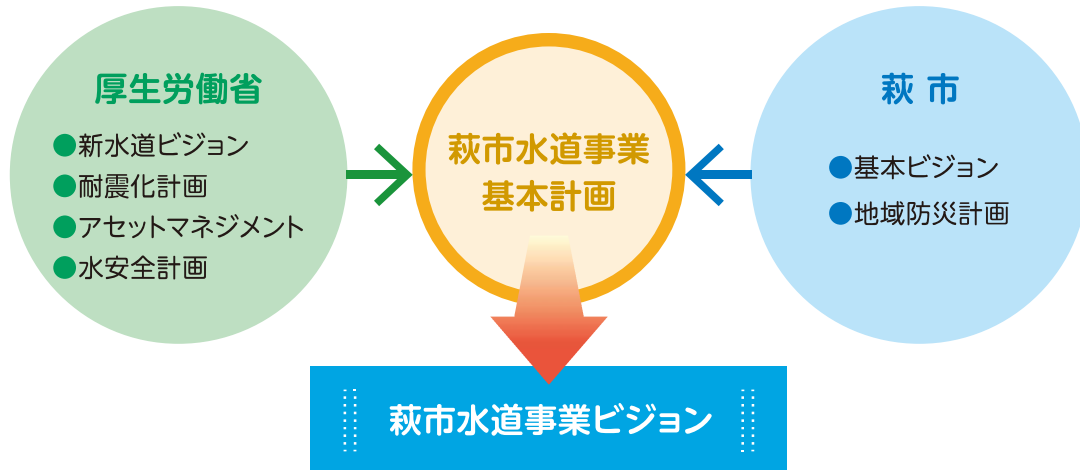 厚生労働省
●新水道ビジョン
●耐震化計画
●アセットマネジメント
●水安全計画
萩市水道事業
基本計画
萩 市
●基本ビジョン
●地域防災計画
萩市水道事業ビジョン